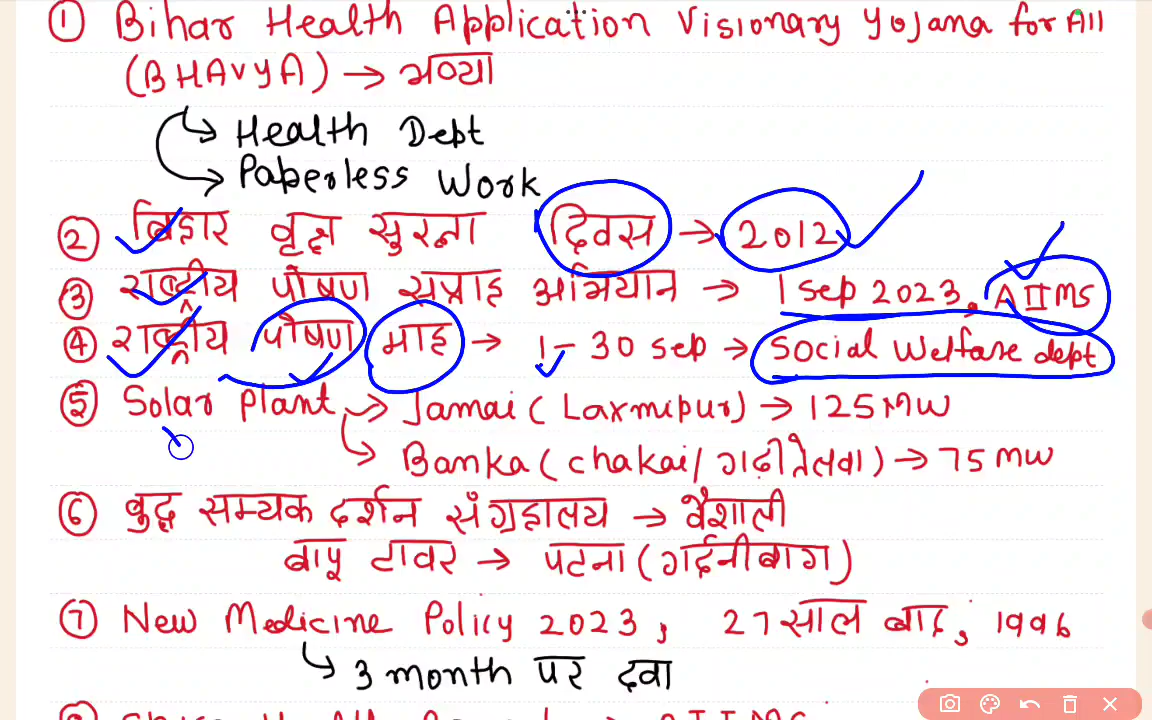 ① Bihar Health Application Visionary Yojana for All
(BHAVYA) → भव्या
↳ Health Dept
→ Paperless Work
② बिहार वृक्ष सुरक्षा दिवस → 2012
③ राष्ट्रीय पोषण सप्ताह अभियान → 1 Sep 2023, AIIMS
④ राष्ट्रीय पोषण माह → 1-30 sep → Social Welfare dept
⑤ Solar Plant → Jamai (Laxmipur) → 125 MW
↳ Banka (chakai/ गढ़ी तेलवा) → 75 MW
⑥ बुद्ध सम्यक दर्शन संग्रहालय → वैशाली
बापू टावर → पटना (गर्दनीबाग)
⑦ New Medicine Policy 2023, 27 साल बाद, 1996
↳ 3 month पर दवा